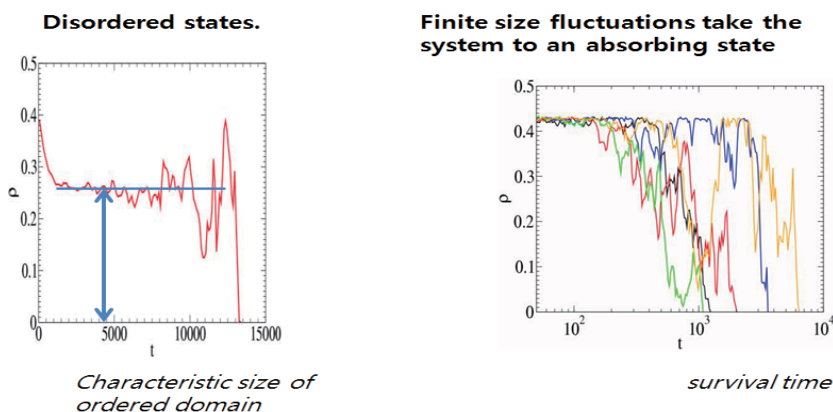 Disordered states.
Finite size fluctuations take the
system to an absorbing state
0.5
0.4
0.3
0.2
0.1
0
ρ
0
5000
10000
15000
t
0.5
0.4
0.3
0.2
0.1
0
ρ
10²
10³
10⁴
t
Characteristic size of
ordered domain
survival time